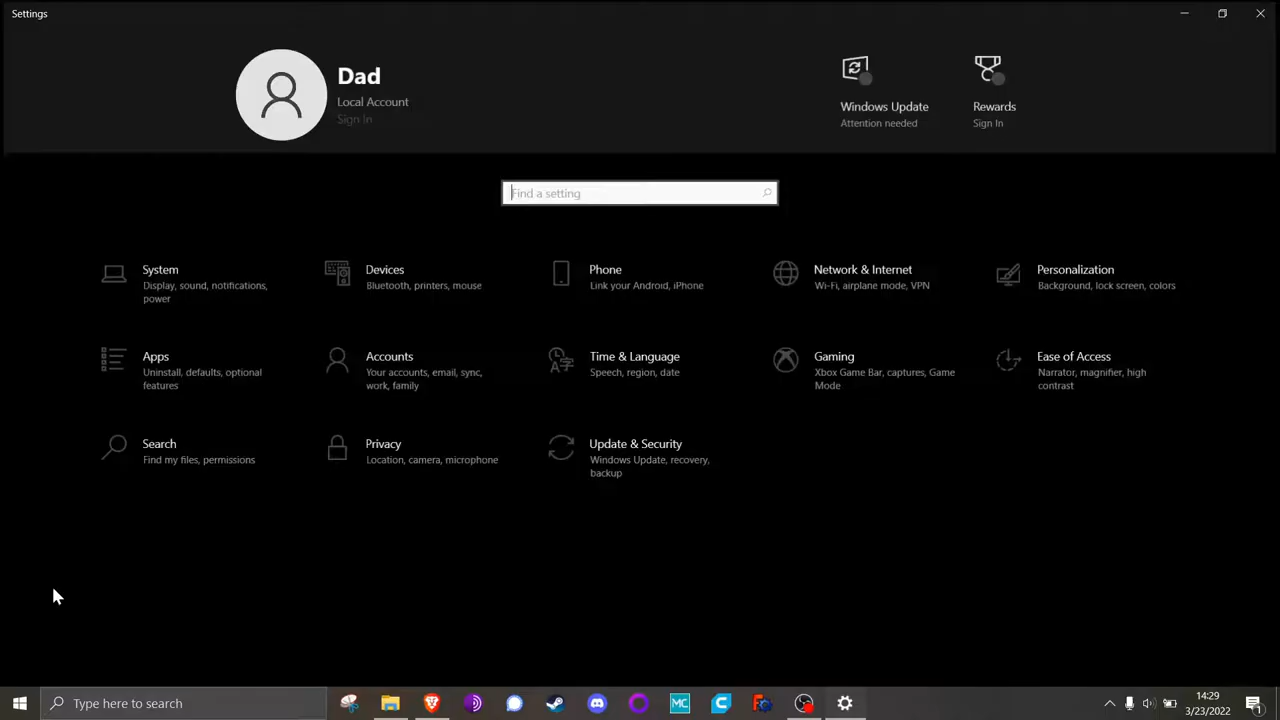 Settings
Dad
Local Account
Sign In
Windows Update
Attention needed
Rewards
Sign In
Find a setting
System
Display, sound, notifications,
power
Devices
Bluetooth, printers, mouse
Phone
Link your Android, iPhone
Network & Internet
Wi-Fi, airplane mode, VPN
Personalization
Background, lock screen, colors
Apps
Uninstall, defaults, optional
features
Accounts
Your accounts, email, sync,
work, family
Time & Language
Speech, region, date
Gaming
Xbox Game Bar, captures, Game
Mode
Ease of Access
Narrator, magnifier, high
contrast
Search
Find my files, permissions
Privacy
Location, camera, microphone
Update & Security
Windows Update, recovery,
backup
Type here to search
MC
14:29
3/23/2022